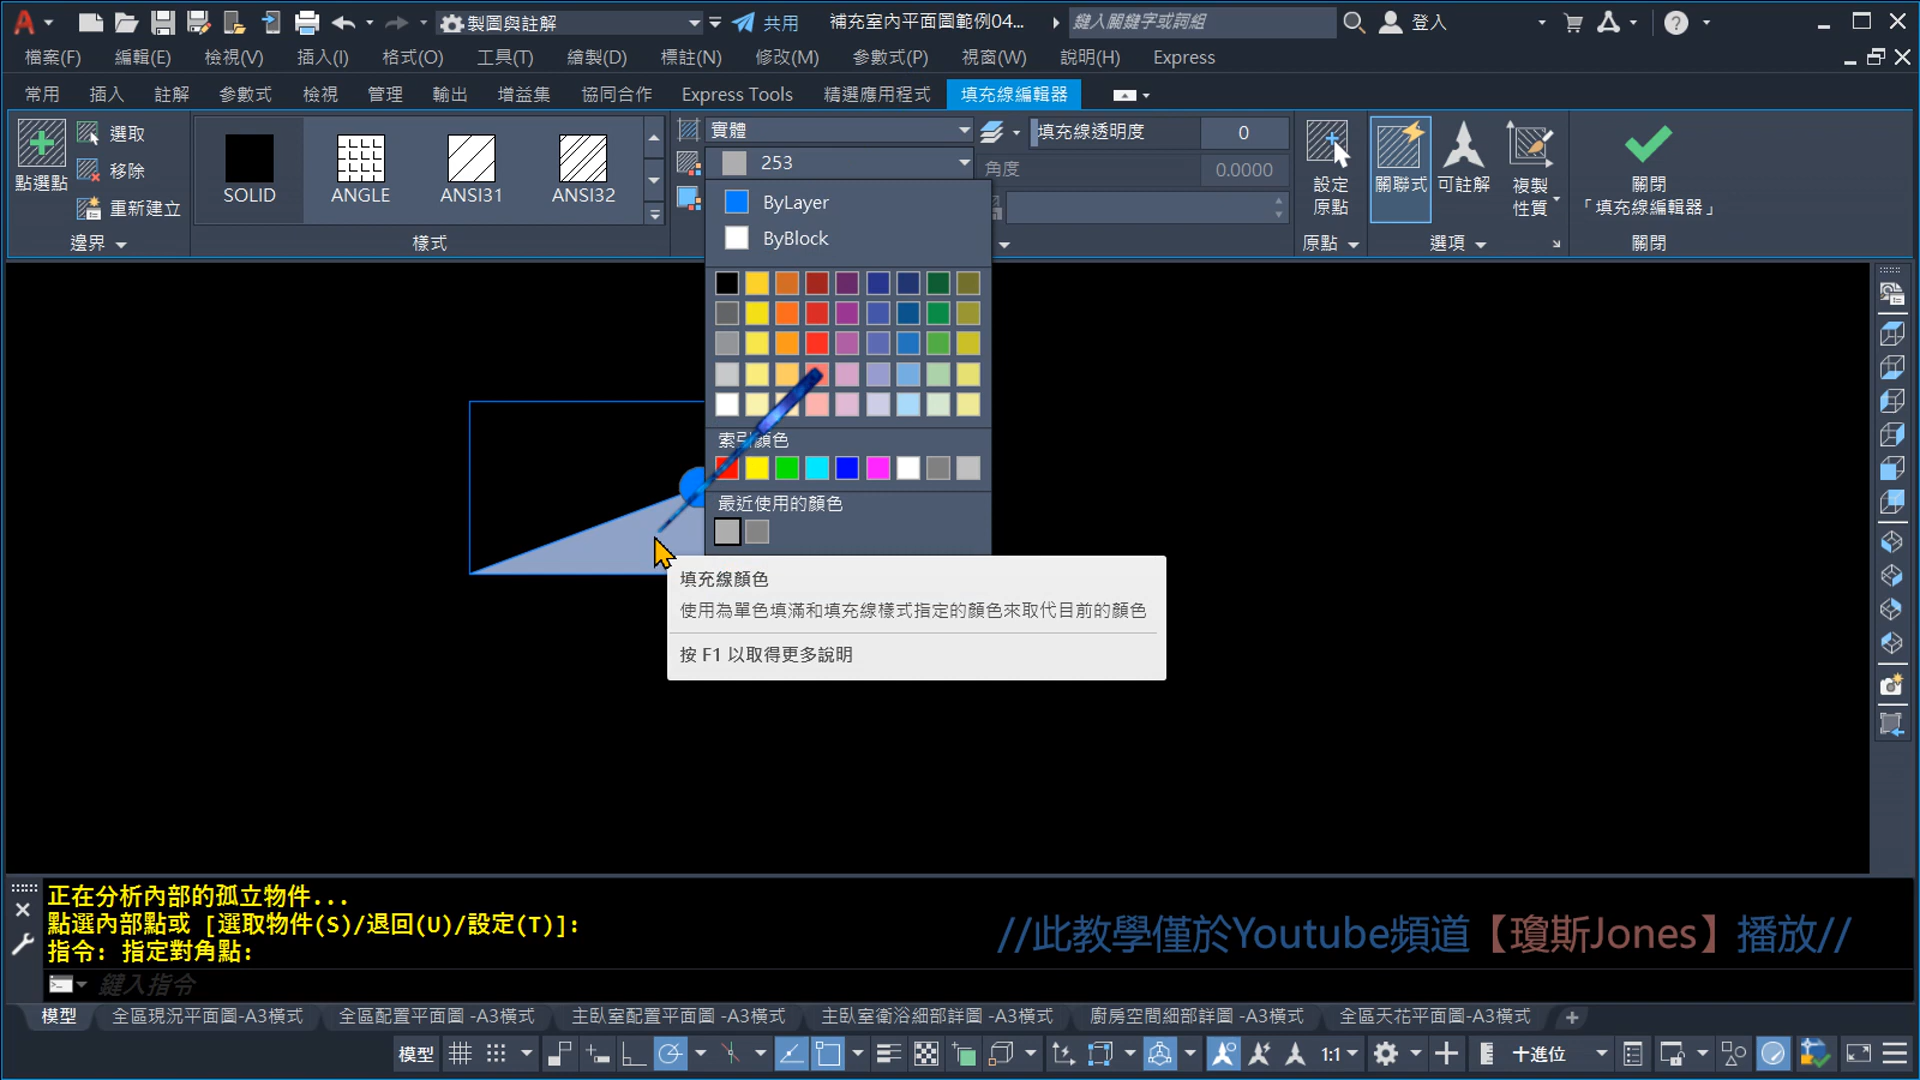 製圖與註解
共用
補充室內平面圖範例04...
鍵入關鍵字或詞組
登入
檔案(F)
編輯(E)
檢視(V)
插入(I)
格式(O)
工具(T)
繪製(D)
標註(N)
修改(M)
參數式(P)
視窗(W)
說明(H)
Express
常用
插入
註解
參數式
檢視
管理
輸出
增益集
協同合作
Express Tools
精選應用程式
填充線編輯器
點選點
選取
移除
重新建立
邊界
SOLID
ANGLE
ANSI31
ANSI32
樣式
實體
253
填充線透明度
0
角度
0.0000
設定
原點
原點
關聯式
可註解
複製
性質
選項
關閉
「填充線編輯器」
關閉
ByLayer
ByBlock
索引顏色
最近使用的顏色
填充線顏色
使用為單色填滿和填充線樣式指定的顏色來取代目前的顏色
按 F1 以取得更多說明
正在分析內部的孤立物件...
點選內部點或 [選取物件(S)/退回(U)/設定(T)]:
指令: 指定對角點:
鍵入指令
//此教學僅於Youtube頻道【瓊斯Jones】播放//
模型
全區現況平面圖-A3橫式
全區配置平面圖 -A3橫式
主臥室配置平面圖 -A3橫式
主臥室衛浴細部詳圖 -A3橫式
廚房空間細部詳圖 -A3橫式
全區天花平面圖-A3橫式
模型
1:1
十進位